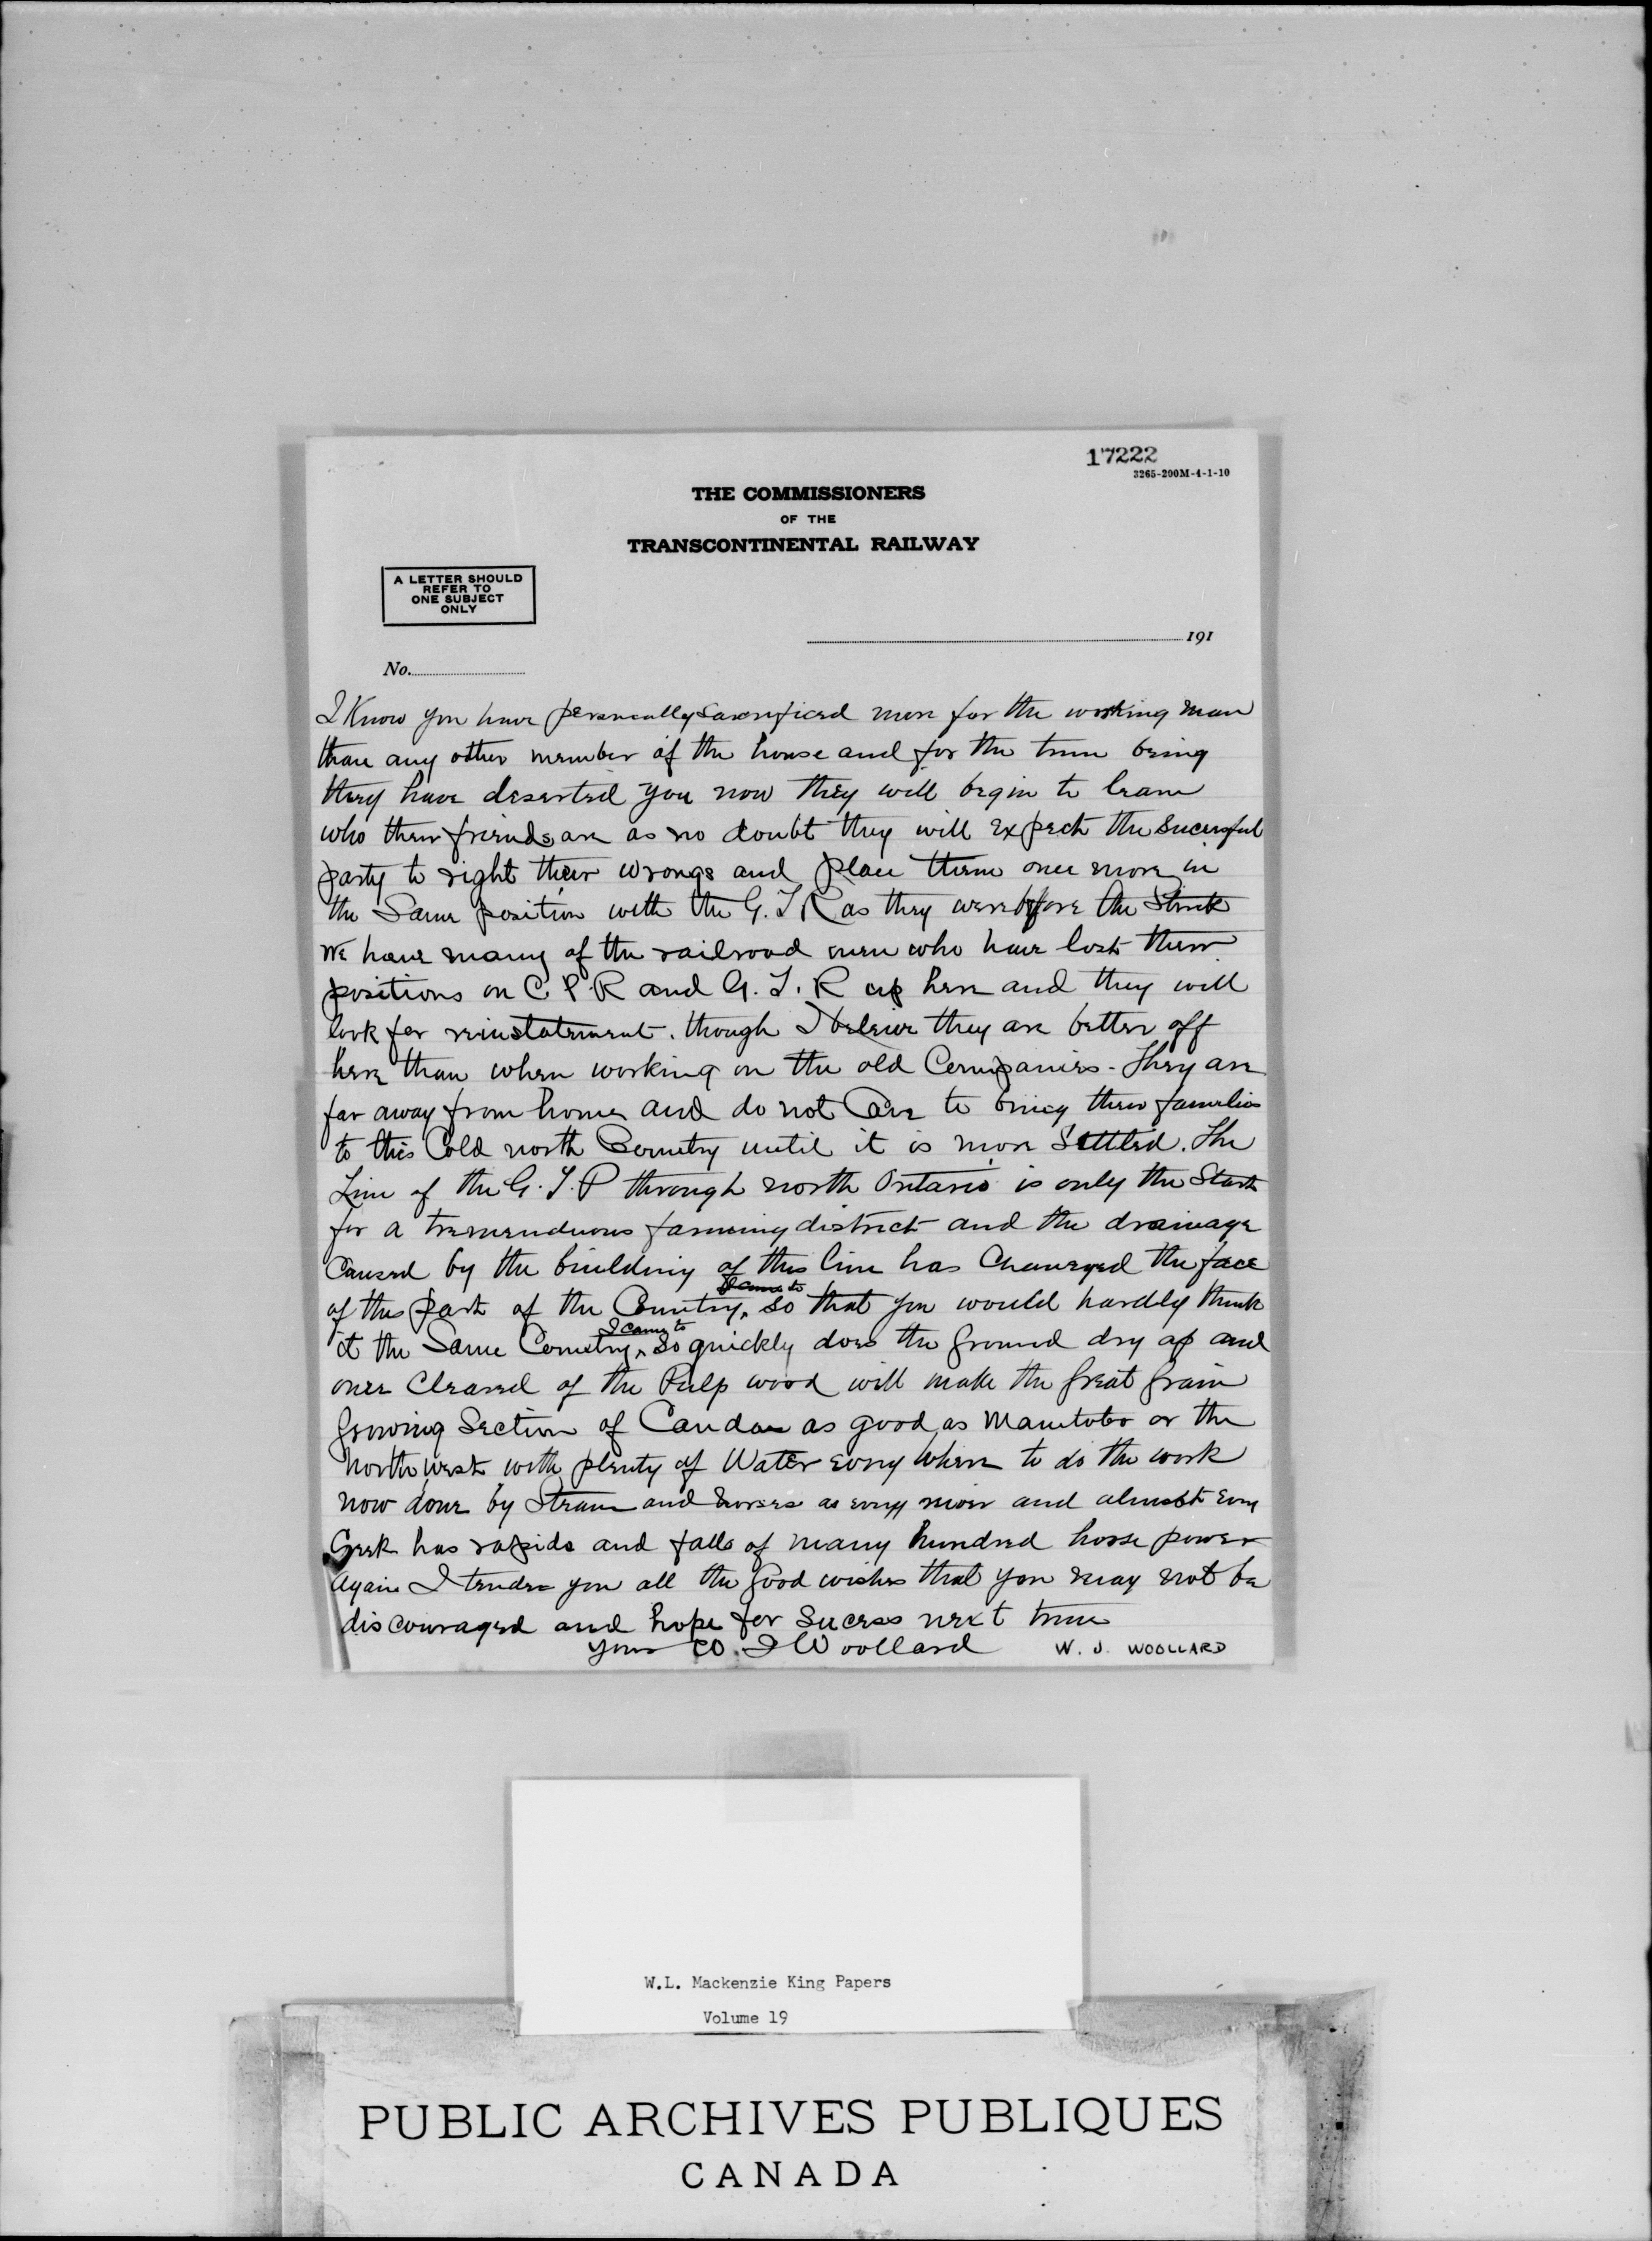 17222
3265-200M-4-1-10
THE COMMISSIONERS
OF THE
TRANSCONTINENTAL RAILWAY
A LETTER SHOULD
REFER TO
ONE SUBJECT
ONLY
191
No.
I Know you have personally sacrificed more for the working man
than any other member of the house and for the time being
they have deserted you now they will begin to learn
who their friends are as no doubt they will expect the sucessful
party to right their wrongs and place them once more in
the Same position with the G. T R as they were before the Strike
We have many of the railroad men who have lost their
positions on C. P. R and G. T. R up here and they will
look for reinstatement. though I beleive they are better off
here than when working on the old Companies - They are
far away from home and do not Care to bring their families
to this Cold north Country until it is more Settled. The
Line of the G. T. P through north Ontario is only the Start
for a tremenduous farming district and the drainage
Caused by the building of this line has Changed the face
I came to
of this part of the Country, so that you would hardly think
I came to
it the Same Country so quickly does the ground dry up and
once Cleared of the Pulp wood will make the great grain
growing Section of Canda as good as Manitoba or the
North west with plenty of Water every where to do the work
now done by Steam and horses as every river and almost every
Creek has rapids and falls of many hundred horse power
Again I tender you all the good wishes that you may not be
discouraged and hope for Sucess next time
Yours W. J Woollard W. J. WOOLLARD
W.L. Mackenzie King Papers
Volume 19
PUBLIC ARCHIVES PUBLIQUES
CANADA